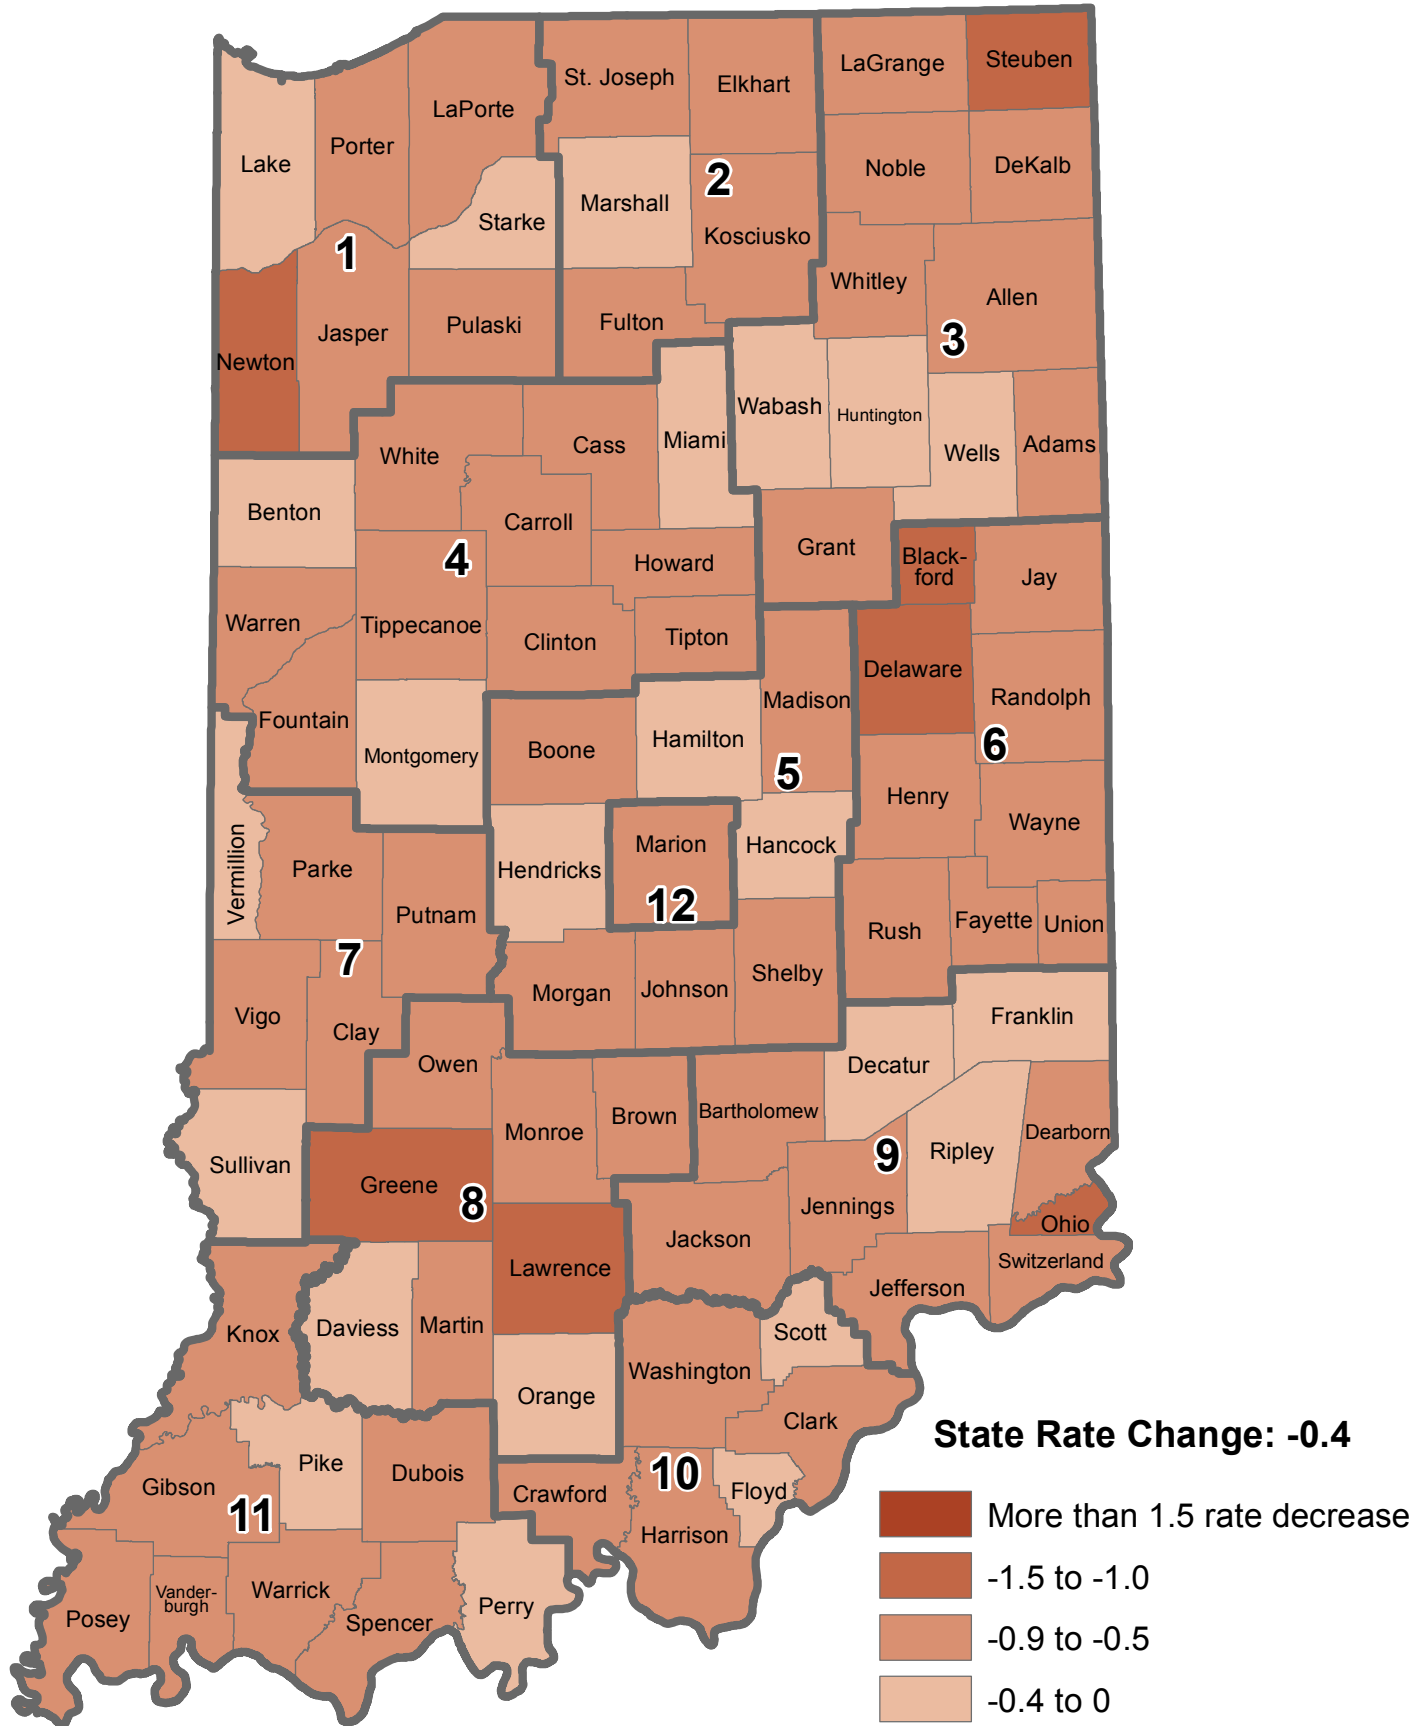 St. Joseph
Elkhart
LaGrange
Steuben
LaPorte
Porter
Lake
Noble
DeKalb
2
Marshall
Starke
Kosciusko
1
Whitley
Allen
Jasper
Pulaski
Fulton
3
Newton
Wabash
Huntington
White
Cass
Miami
Wells
Adams
Benton
Carroll
4
Howard
Grant
Black-
ford
Jay
Warren
Tippecanoe
Clinton
Tipton
Delaware
Madison
Randolph
Fountain
Montgomery
Boone
Hamilton
5
6
Henry
Wayne
Vermillion
Parke
Hendricks
Marion
12
Hancock
Putnam
Rush
Fayette
Union
7
Vigo
Clay
Morgan
Johnson
Shelby
Franklin
Owen
Decatur
Monroe
Brown
Bartholomew
Dearborn
Sullivan
Greene
8
9
Ripley
Jennings
Jackson
Ohio
Switzerland
Lawrence
Jefferson
Knox
Daviess
Martin
Scott
Washington
Orange
Clark
Pike
Dubois
Gibson
11
Crawford
10
Floyd
Harrison
Posey
Vander-
burgh
Warrick
Spencer
Perry
State Rate Change: -0.4
More than 1.5 rate decrease
-1.5 to -1.0
-0.9 to -0.5
-0.4 to 0